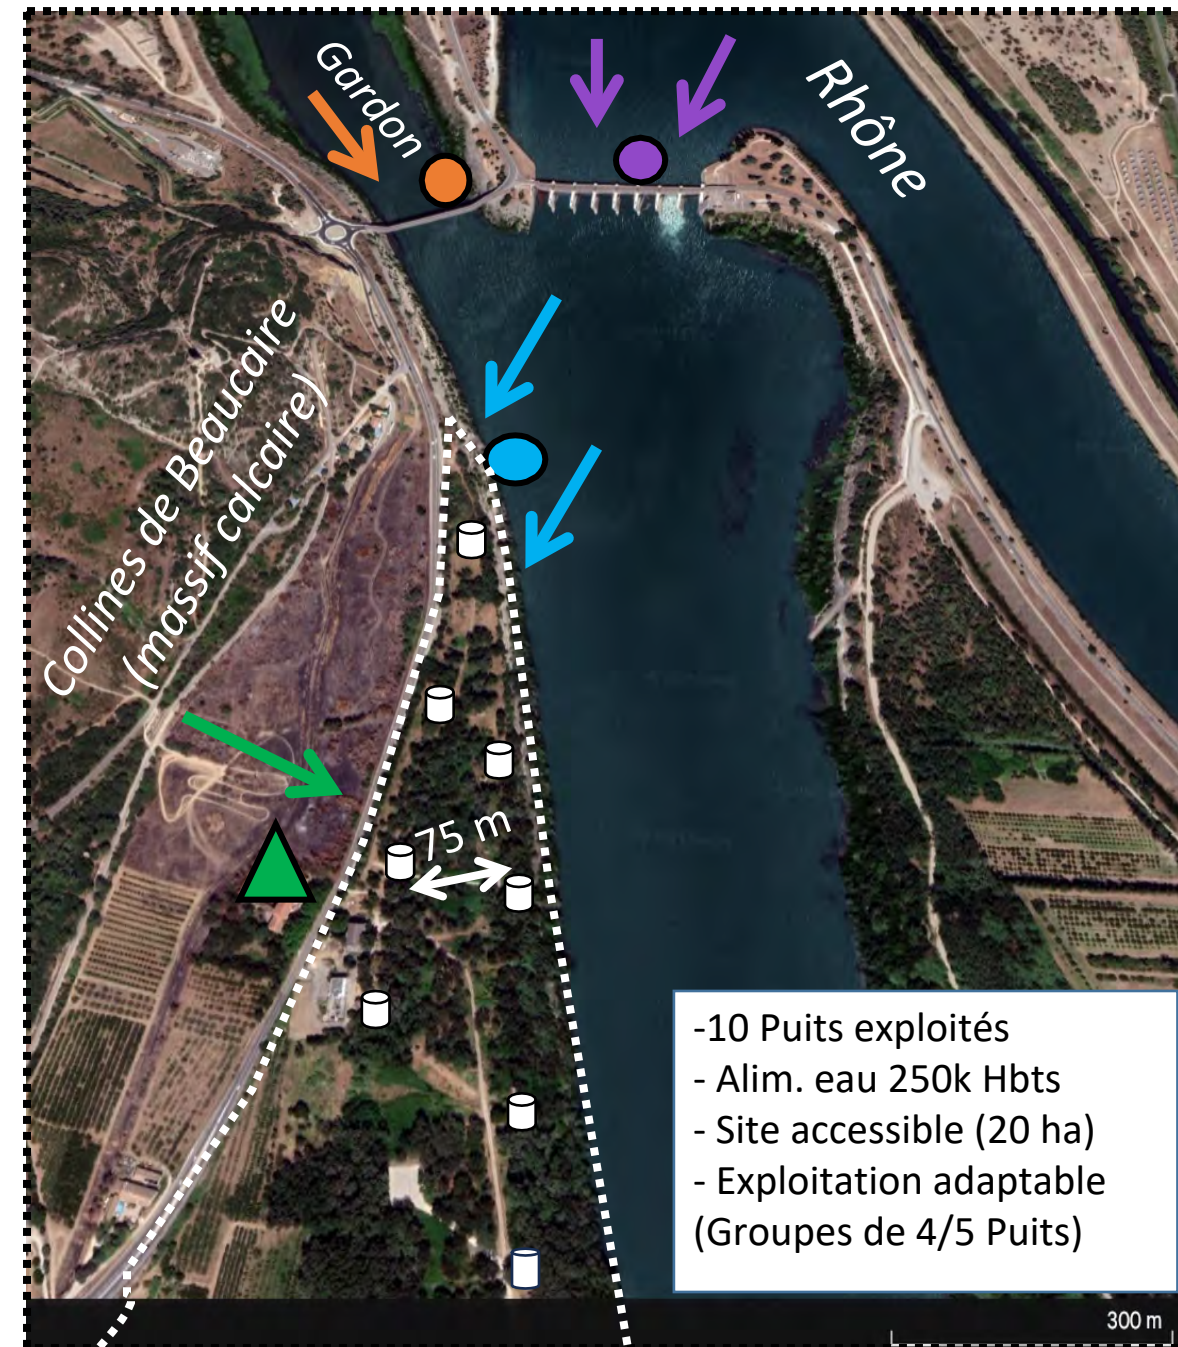 Gardon
Rhône
Colllines de Beaucaire
(massif calcaire)
75 m
-10 Puits exploités
- Alim. eau 250k Hbts
- Site accessible (20 ha)
- Exploitation adaptable
(Groupes de 4/5 Puits)
300 m